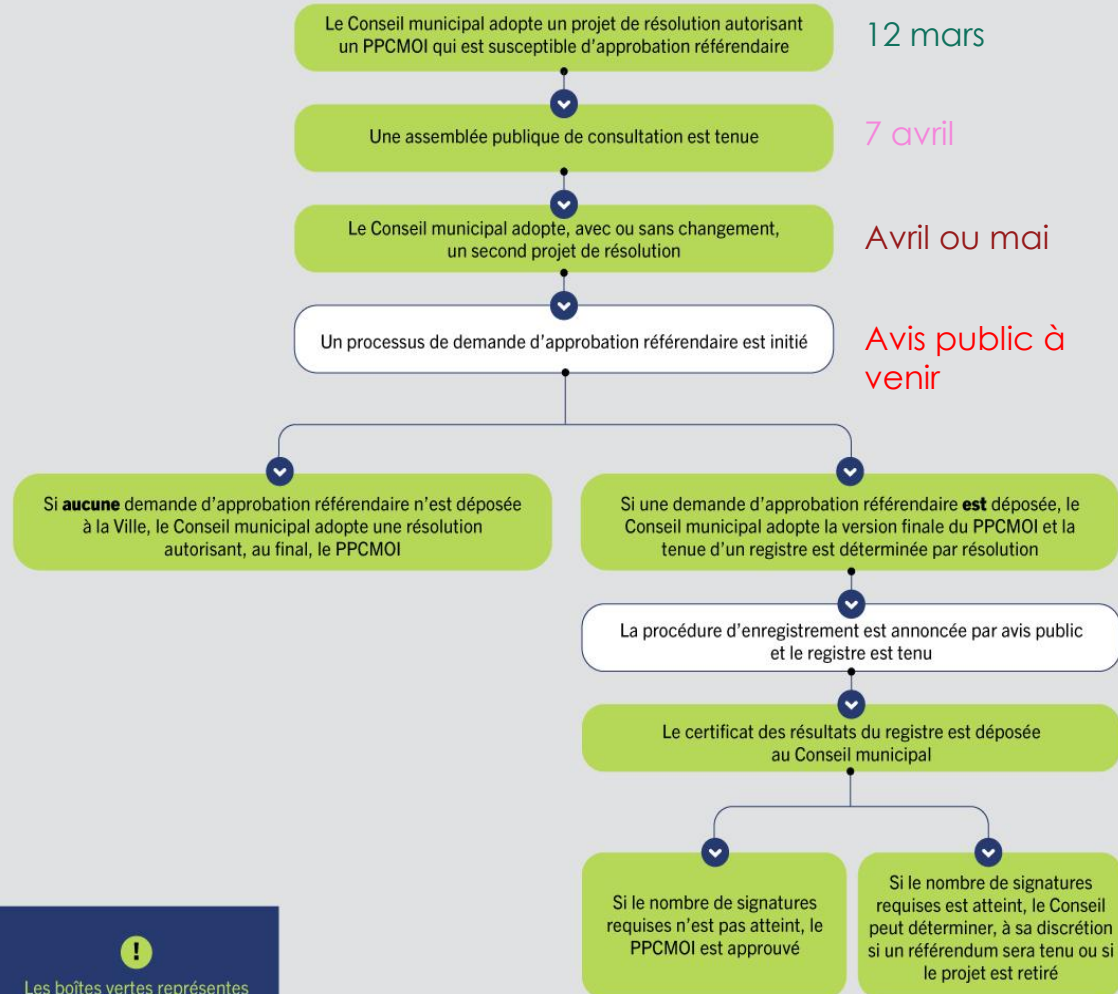 Le Conseil municipal adopte un projet de résolution autorisant
un PPCMOI qui est susceptible d'approbation référendaire
12 mars
Une assemblée publique de consultation est tenue
7 avril
Le Conseil municipal adopte, avec ou sans changement,
un second projet de résolution
Avril ou mai
Un processus de demande d'approbation référendaire est initié
Avis public à
venir
Si aucune demande d'approbation référendaire n'est déposée
à la Ville, le Conseil municipal adopte une résolution
autorisant, au final, le PPCMOI
Si une demande d'approbation référendaire est déposée, le
Conseil municipal adopte la version finale du PPCMOI et la
tenue d'un registre est déterminée par résolution
La procédure d'enregistrement est annoncée par avis public
et le registre est tenu
Le certificat des résultats du registre est déposée
au Conseil municipal
Si le nombre de signatures
requises n'est pas atteint, le
PPCMOI est approuvé
Si le nombre de signatures
requises est atteint, le Conseil
peut déterminer, à sa discrétion
si un référendum sera tenu ou si
le projet est retiré
!
Les boîtes vertes représentes